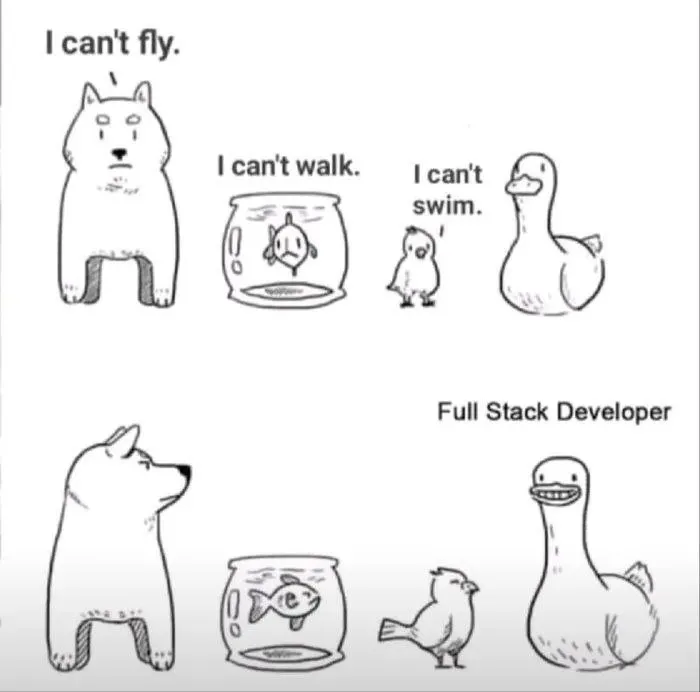 I can't fly.
I can't walk.
I can't
swim.
Full Stack Developer